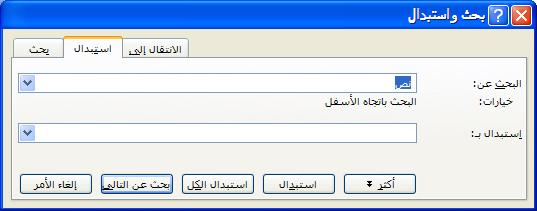 بحث واستبدال
بحث استبدال الانتقال إلى
البحث عن: نص
خيارات: البحث باتجاه الأسفل
إستبدال بـ:
أكثر استبدال استبدال الكل بحث عن التالي إلغاء الأمر